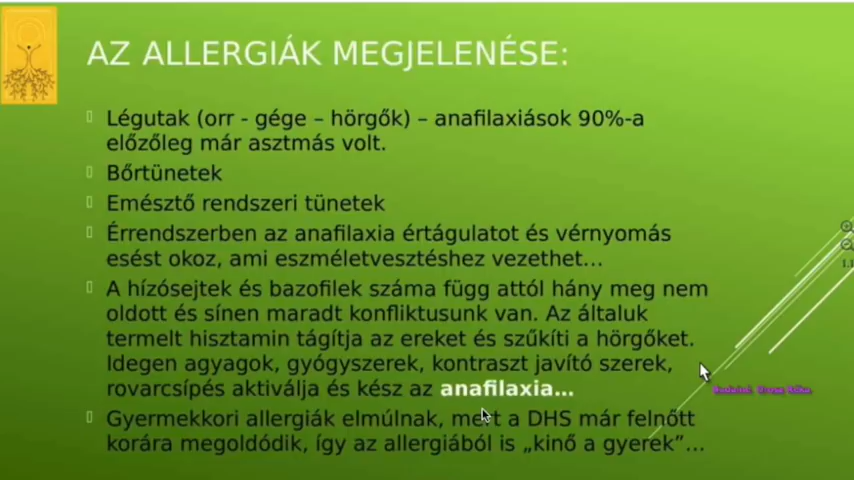 AZ ALLERGIÁK MEGJELENÉSE:
Légutak (orr - gége – hörgők) – anafilaxiások 90%-a
előzőleg már asztmás volt.
Bőrtünetek
Emésztő rendszeri tünetek
Érrendszerben az anafilaxia értágulatot és vérnyomás
esést okoz, ami eszméletvesztéshez vezethet...
A hízósejtek és bazofilek száma függ attól hány meg nem
oldott és sínen maradt konfliktusunk van. Az általuk
termelt hisztamin tágítja az ereket és szűkíti a hörgőket.
Idegen agyagok, gyógyszerek, kontraszt javító szerek,
rovarcsípés aktiválja és kész az anafilaxia...
Gyermekkori allergiák elmúlnak, mert a DHS már felnőtt
korára megoldódik, így az allergiából is „kinő a gyerek”...